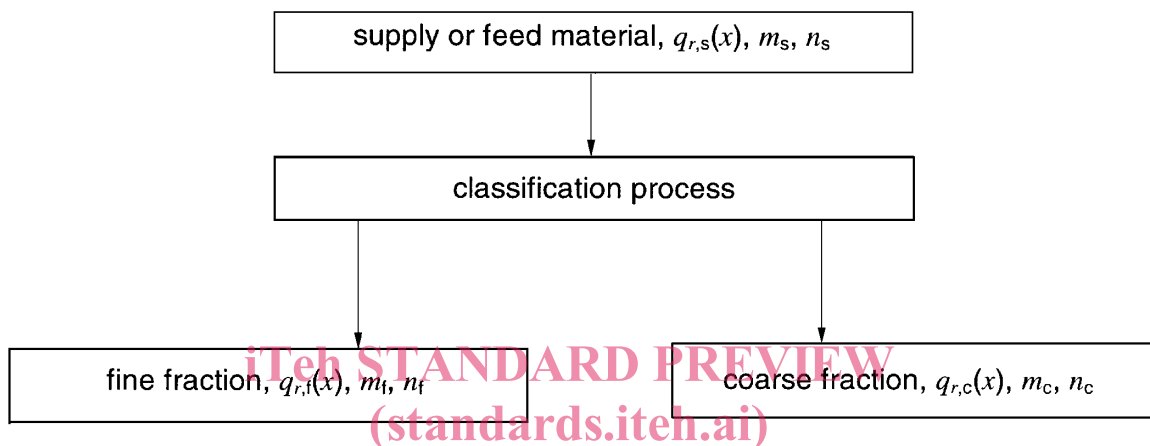 supply or feed material, qr,s(x), ms, ns
classification process
iTeh STANDARD PREVIEW
fine fraction, qr,f(x), mf, nf
coarse fraction, qr,c(x), mc, nc
(standards.iteh.ai)